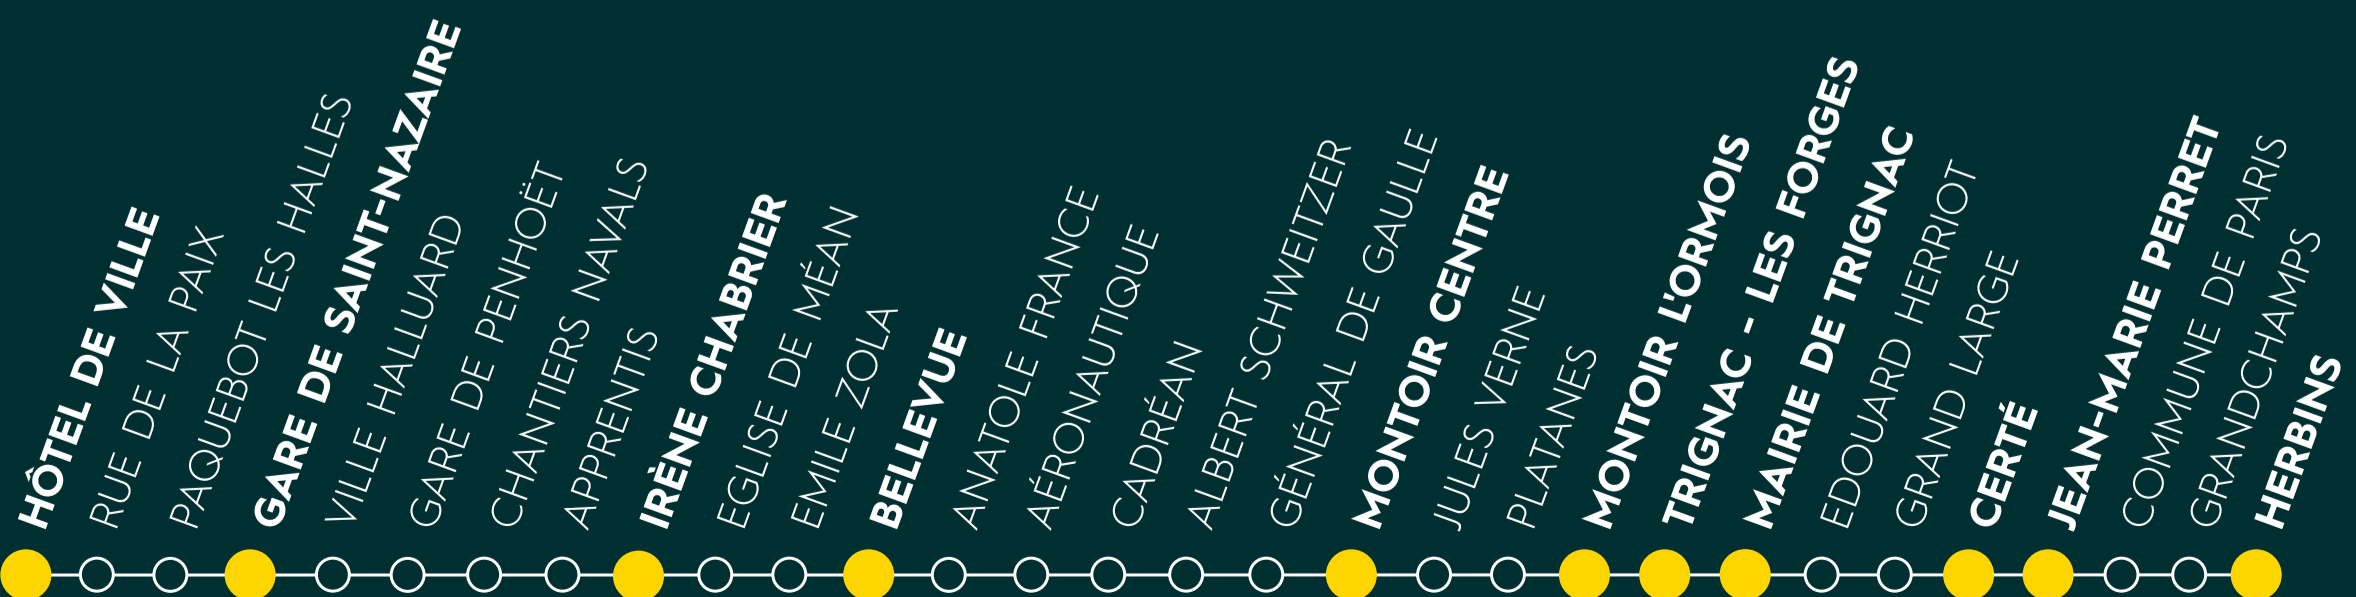 HÔTEL DE VILLE
RUE DE LA PAIX
PAQUEBOT LES HALLES
GARE DE SAINT-NAZAIRE
VILLE HALLUARD
GARE DE PENHOËT
CHANTIERS NAVALS
APPRENTIS
IRÈNE CHABRIER
EGLISE DE MÉAN
EMILE ZOLA
BELLEVUE
ANATOLE FRANCE
AÉRONAUTIQUE
CADRÉAN
ALBERT SCHWEITZER
GÉNÉRAL DE GAULLE
MONTOIR CENTRE
JULES VERNE
PLATANES
MONTOIR L'ORMOIS
TRIGNAC - LES FORGES
MAIRIE DE TRIGNAC
EDOUARD HERRIOT
GRAND LARGE
CERTÉ
JEAN-MARIE PERRET
COMMUNE DE PARIS
GRANDCHAMPS
HERBINS